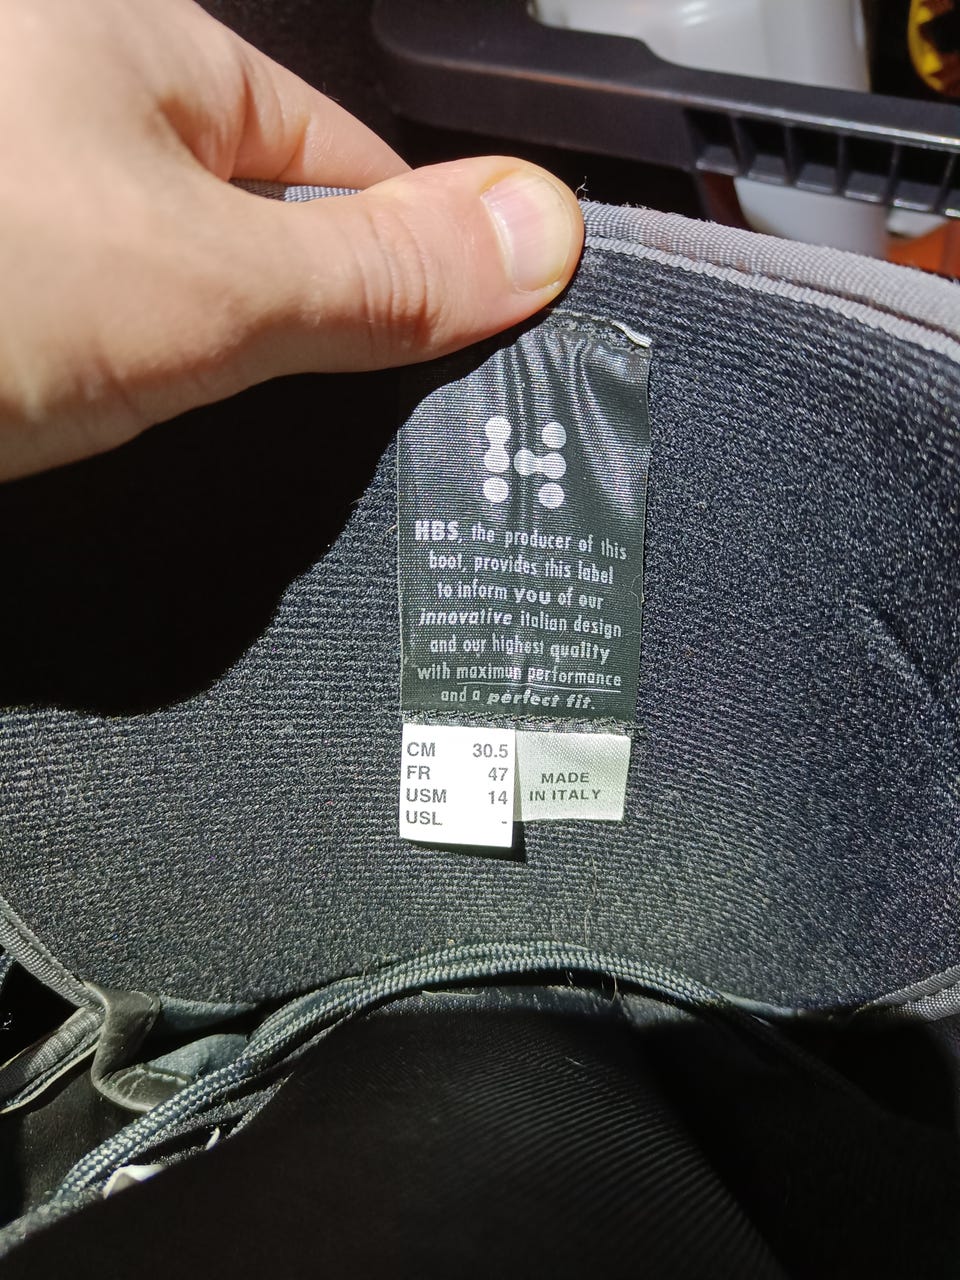 HBS, the producer of this
boot, provides this label
to inform you of our
innovative italian design
and our highest quality
with maximum performance
and a perfect fit.
CM 30.5
FR 47
USM 14
USL -
MADE
IN ITALY